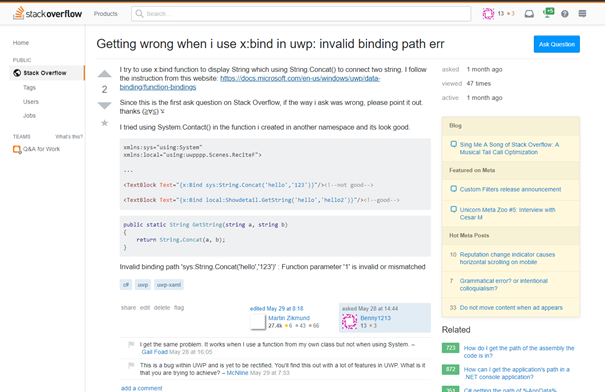 stackoverflow
Products
Search...
13 3
+5
Home
PUBLIC
Stack Overflow
Tags
Users
Jobs
TEAMS What's this?
Q&A for Work
Getting wrong when i use x:bind in uwp: invalid binding path err
Ask Question
2
I try to use x:bind function to display String which using String.Concat() to connect two string. I follow
the instruction from this website: https://docs.microsoft.com/en-us/windows/uwp/data-
binding/function-bindings
Since this is the first ask question on Stack Overflow, if the way i ask was wrong, please point it out.
thanks
I tried using System.Contact() in the function i created in another namespace and its look good.
xmlns:sys="using:System"
xmlns:local="using:uwpppp.Scenes.ReciteF">
...
<TextBlock Text="{x:Bind sys:String.Concat('hello','123')}"/><!--not good-->
<TextBlock Text="{x:Bind local:Showdetail.GetString('hello','hello2')}"/><!--good-->
public static String GetString(string a, string b)
{
return String.Concat(a, b);
}
Invalid binding path 'sys:String.Concat('hello','123')' : Function parameter '1' is invalid or mismatched
c# uwp uwp-xaml
share edit delete flag
edited May 29 at 8:18
Martin Zikmund
27.4k 6 43 66
asked May 28 at 14:44
Benny1213
13 3
I get the same problem. It works when I use a function from my own class but not when using System. –
Gail Foad May 28 at 16:05
This is a bug within UWP and is yet to be rectified. You'll find this out with a lot of features in UWP. What is it
that you are trying to achieve? – McNiine May 29 at 7:53
add a comment
asked 1 month ago
viewed 47 times
active 1 month ago
Blog
Sing Me A Song of Stack Overflow: A
Musical Tail Call Optimization
Featured on Meta
Custom Filters release announcement
Unicorn Meta Zoo #5: Interview with
Cesar M
Hot Meta Posts
10 Reputation change indicator causes
horizontal scrolling on mobile
7 Grammatical error? or intentional
colloquialism?
33 Do not move content when ad appears
Related
723 How do I get the path of the assembly the
code is in?
872 How can I get the application's path in a
.NET console application?